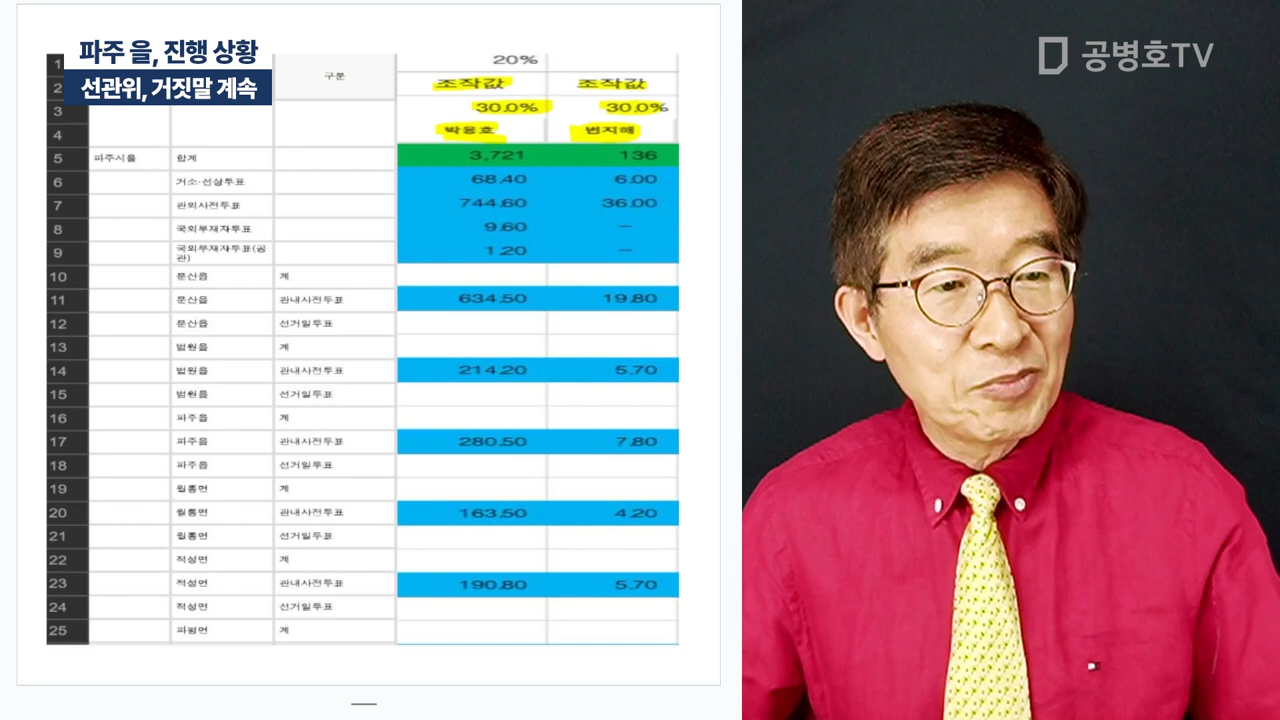 파주 을, 진행 상황
선관위, 거짓말 계속
공병호TV
1 20%
2 구분 조작값 조작값
3 30.0% 30.0%
4 박용호 번지해
5 파주시을 합계 3,721 136
6 거소·선상투표 68.40 6.00
7 관외사전투표 744.60 36.00
8 국외부재자투표 9.60 –
9 국외부재자투표(공관) 1.20 –
10 문산읍 계
11 문산읍 관내사전투표 634.50 19.80
12 문산읍 선거일투표
13 법원읍 계
14 법원읍 관내사전투표 214.20 5.70
15 법원읍 선거일투표
16 파주읍 계
17 파주읍 관내사전투표 280.50 7.80
18 파주읍 선거일투표
19 월롱면 계
20 월롱면 관내사전투표 163.50 4.20
21 월롱면 선거일투표
22 적성면 계
23 적성면 관내사전투표 190.80 5.70
24 적성면 선거일투표
25 파평면 계